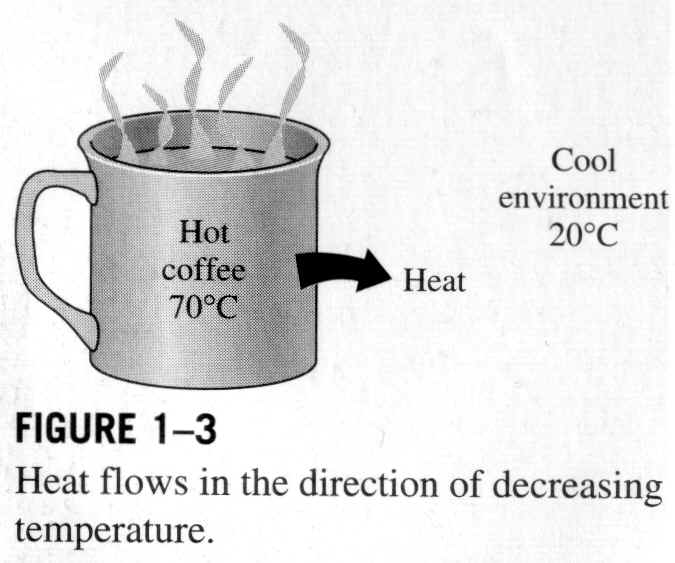 Cool
environment
20°C
Hot
coffee
70°C
Heat
FIGURE 1–3
Heat flows in the direction of decreasing
temperature.